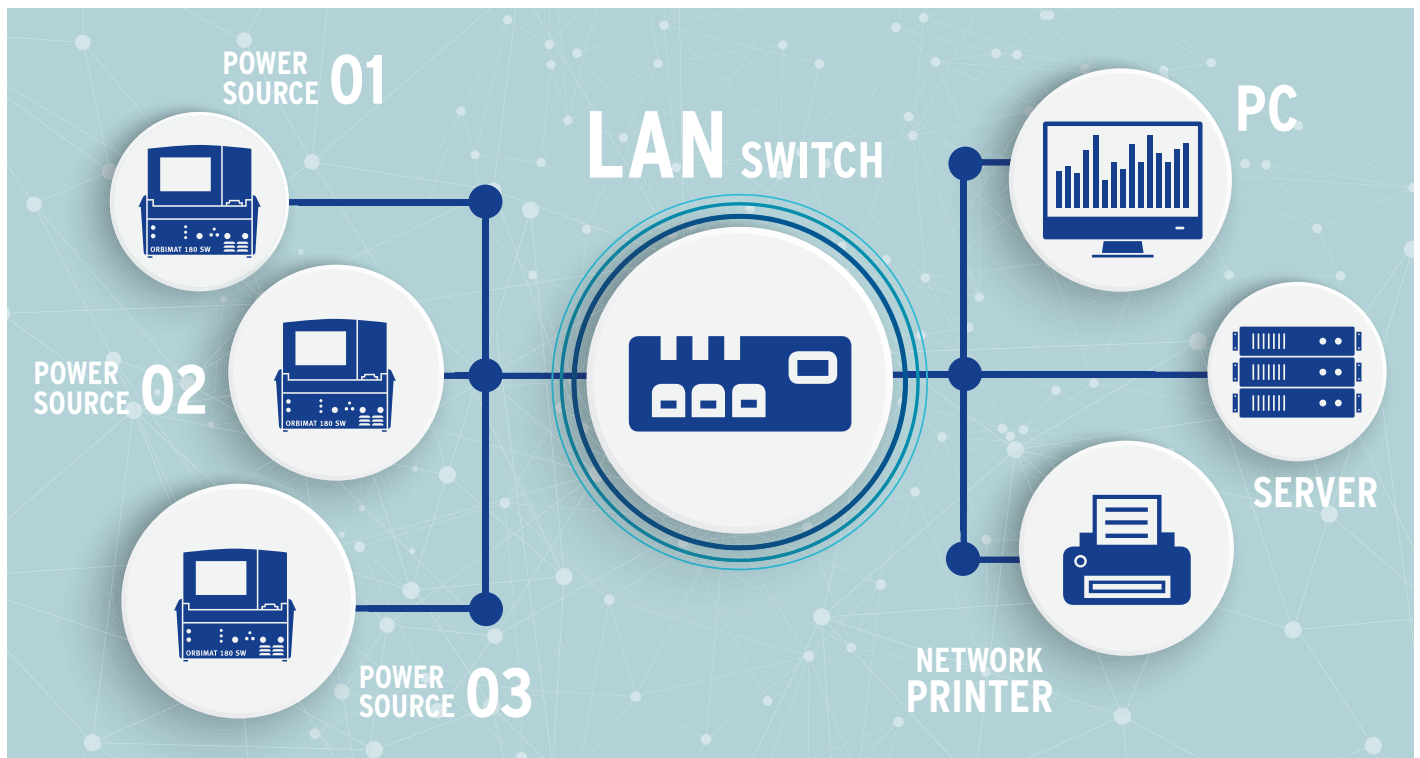 POWER
SOURCE 01
ORBIMAT 180 SW
POWER
SOURCE 02
ORBIMAT 180 SW
POWER
SOURCE 03
ORBIMAT 180 SW
LAN SWITCH
PC
SERVER
NETWORK
PRINTER